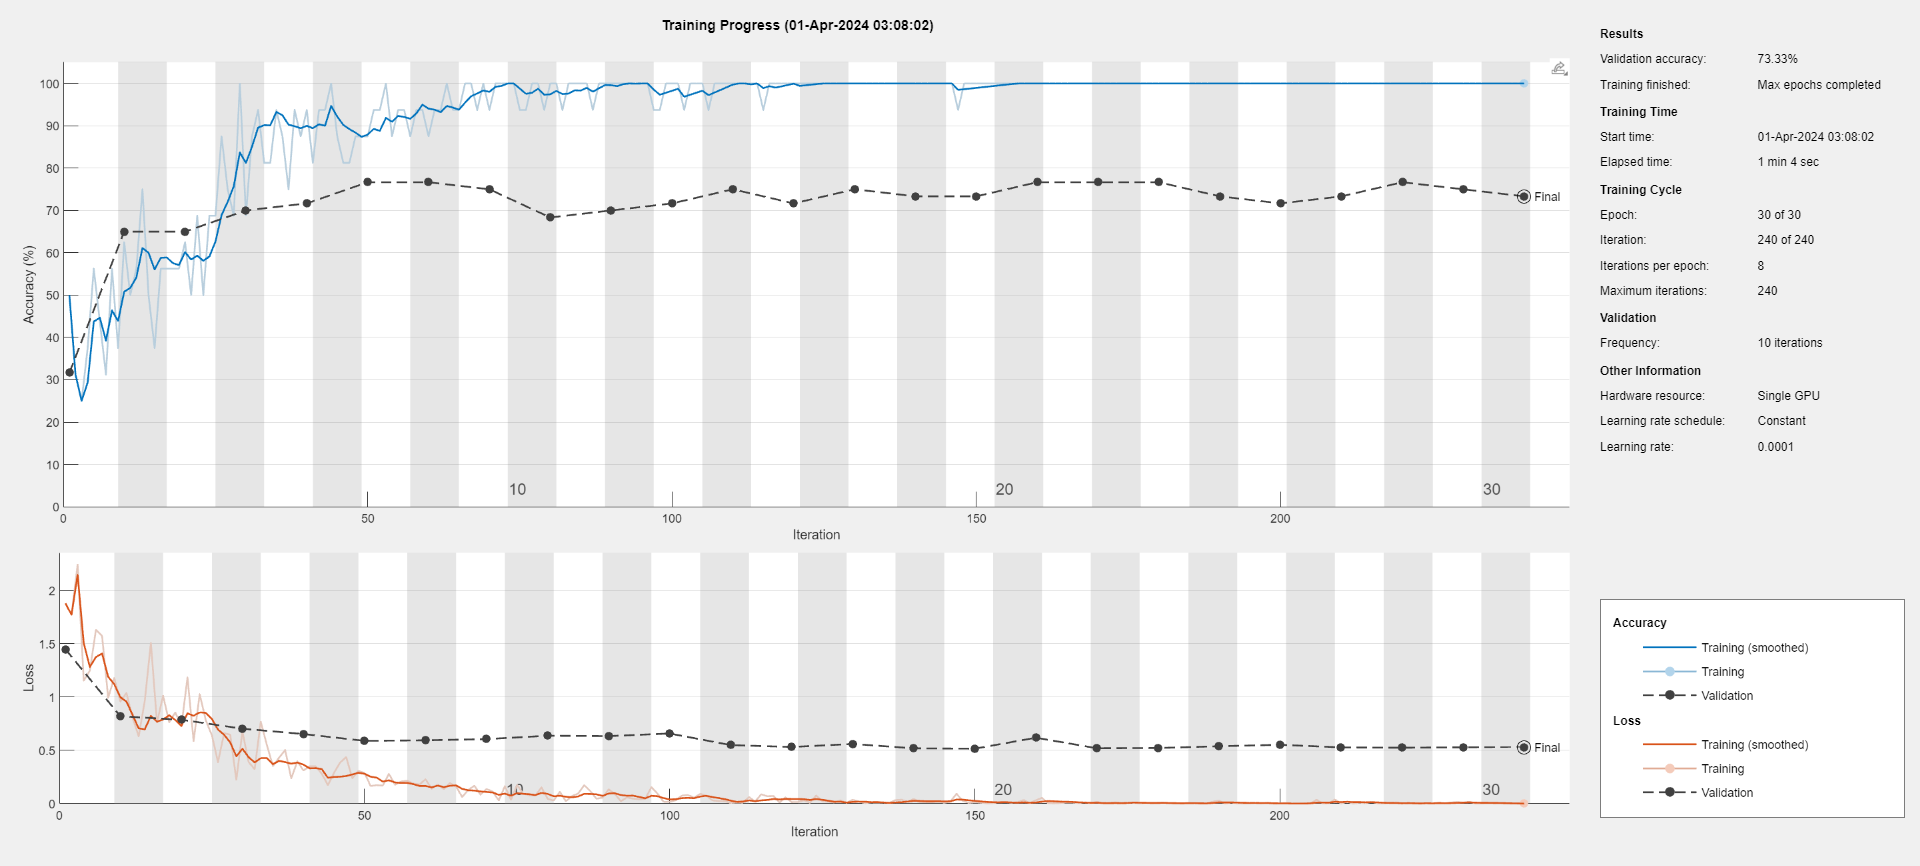 Training Progress (01-Apr-2024 03:08:02)
Accuracy (%)
100
90
80
70
60
50
40
30
20
10
0
Final
10
20
30
0
50
100
150
200
Iteration
Loss
2
1.5
1
0.5
0
Final
10
20
30
0
50
100
150
200
Iteration
Results
Validation accuracy: 73.33%
Training finished: Max epochs completed
Training Time
Start time: 01-Apr-2024 03:08:02
Elapsed time: 1 min 4 sec
Training Cycle
Epoch: 30 of 30
Iteration: 240 of 240
Iterations per epoch: 8
Maximum iterations: 240
Validation
Frequency: 10 iterations
Other Information
Hardware resource: Single GPU
Learning rate schedule: Constant
Learning rate: 0.0001
Accuracy
Training (smoothed)
Training
Validation
Loss
Training (smoothed)
Training
Validation